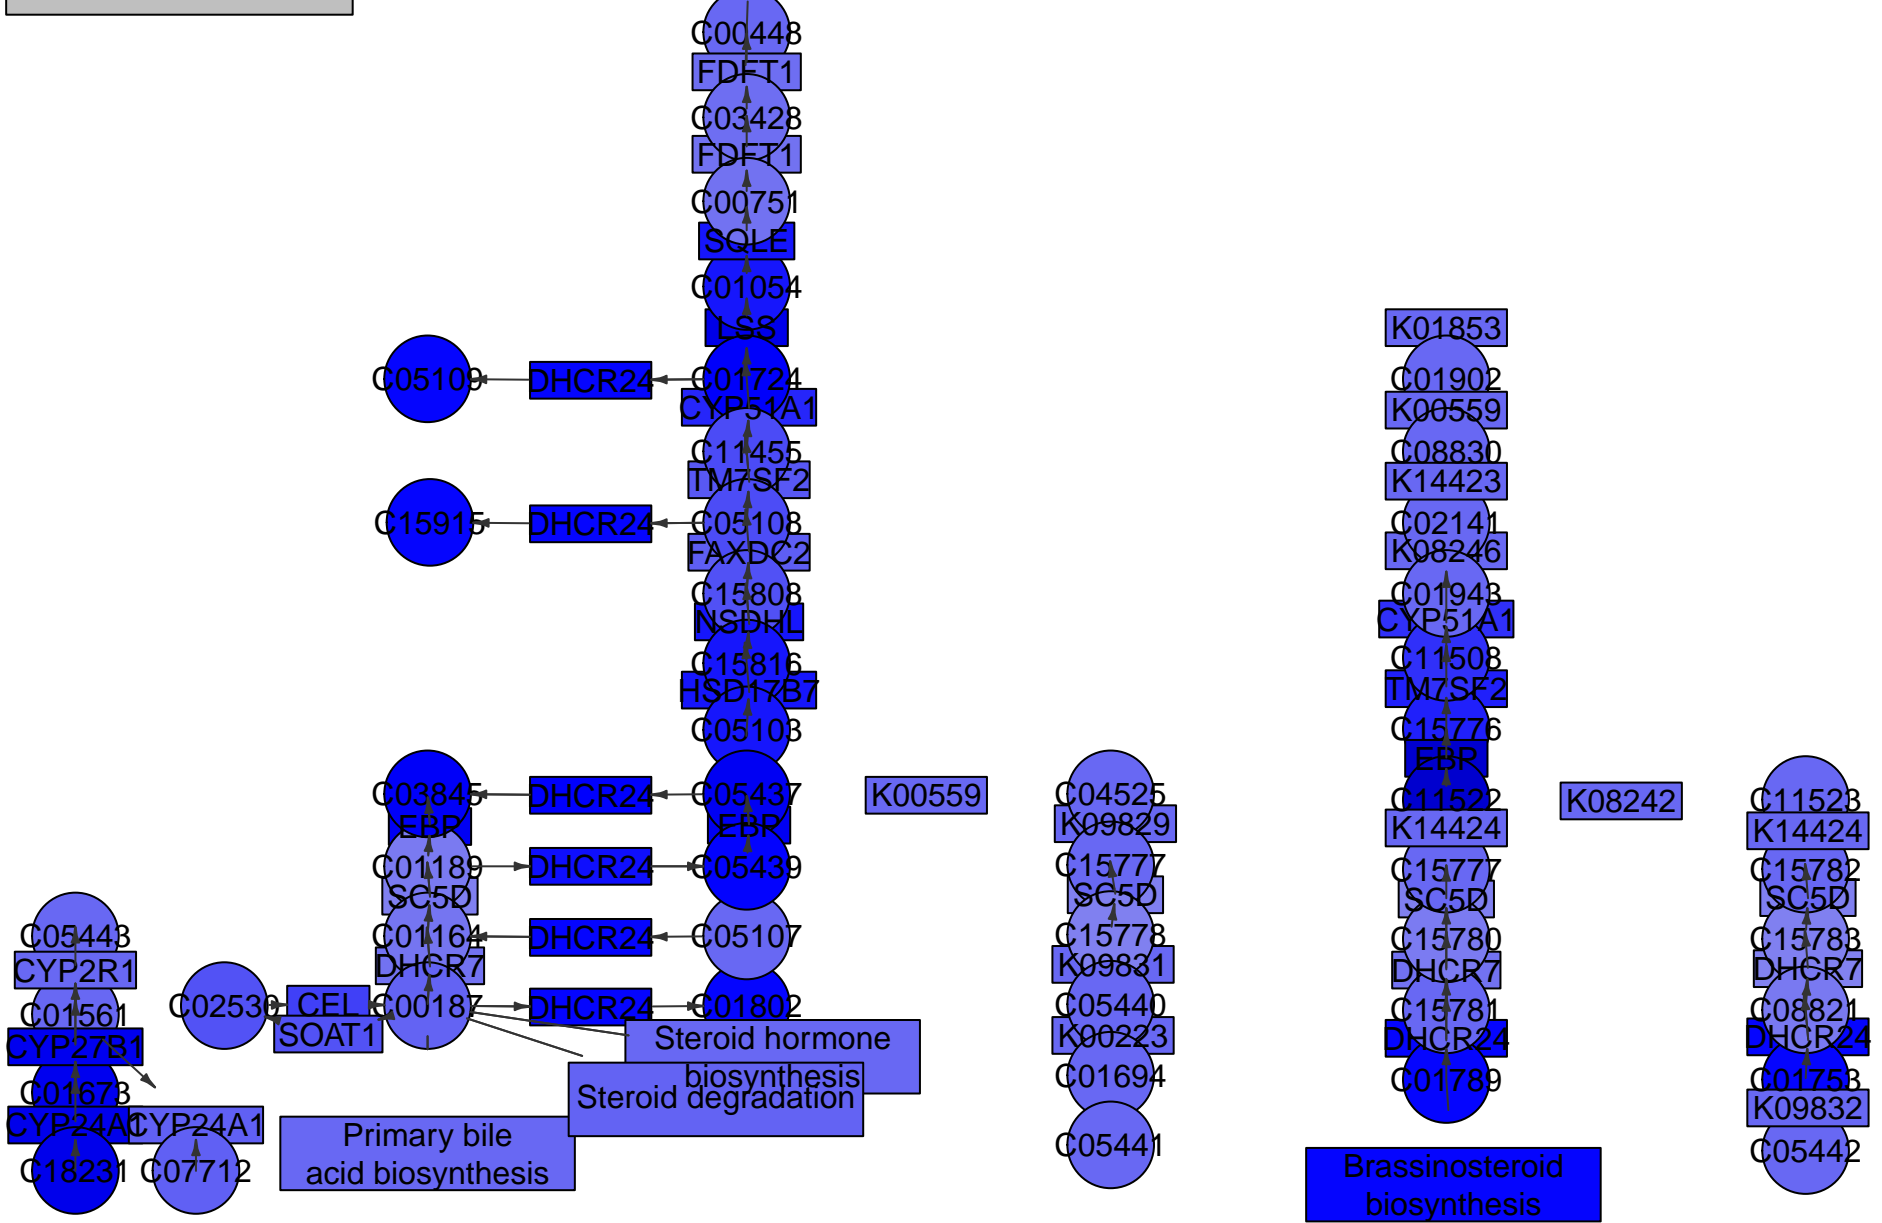 C00448
FDFT1
C03428
FDFT1
C00751
SQLE
C01054
LSS
C05109
DHCR24
C01724
CYP51A1
C11455
TM7SF2
C15915
DHCR24
C05108
FAXDC2
C15808
NSDHL
C15816
HSD17B7
C05103
C03845
DHCR24
C05437
EBP
EBP
C01189
DHCR24
C05439
SC5D
C01164
DHCR24
C05107
DHCR7
C02530
CEL
C00187
DHCR24
C01802
SOAT1
C05443
CYP2R1
C01561
CYP27B1
C01673
CYP24A1
CYP24A1
C18231
C07712
Steroid hormone
biosynthesis
Steroid degradation
Primary bile
acid biosynthesis
K00559
C04525
K09829
C15777
SC5D
C15778
K09831
C05440
K00223
C01694
C05441
K01853
C01902
K00559
C08830
K14423
C02141
K08246
C01943
CYP51A1
C11508
TM7SF2
C15776
EBP
C11522
K14424
C15777
SC5D
C15780
DHCR7
C15781
DHCR24
C01789
Brassinosteroid
biosynthesis
K08242
C11523
K14424
C15782
SC5D
C15783
DHCR7
C08821
DHCR24
C01753
K09832
C05442